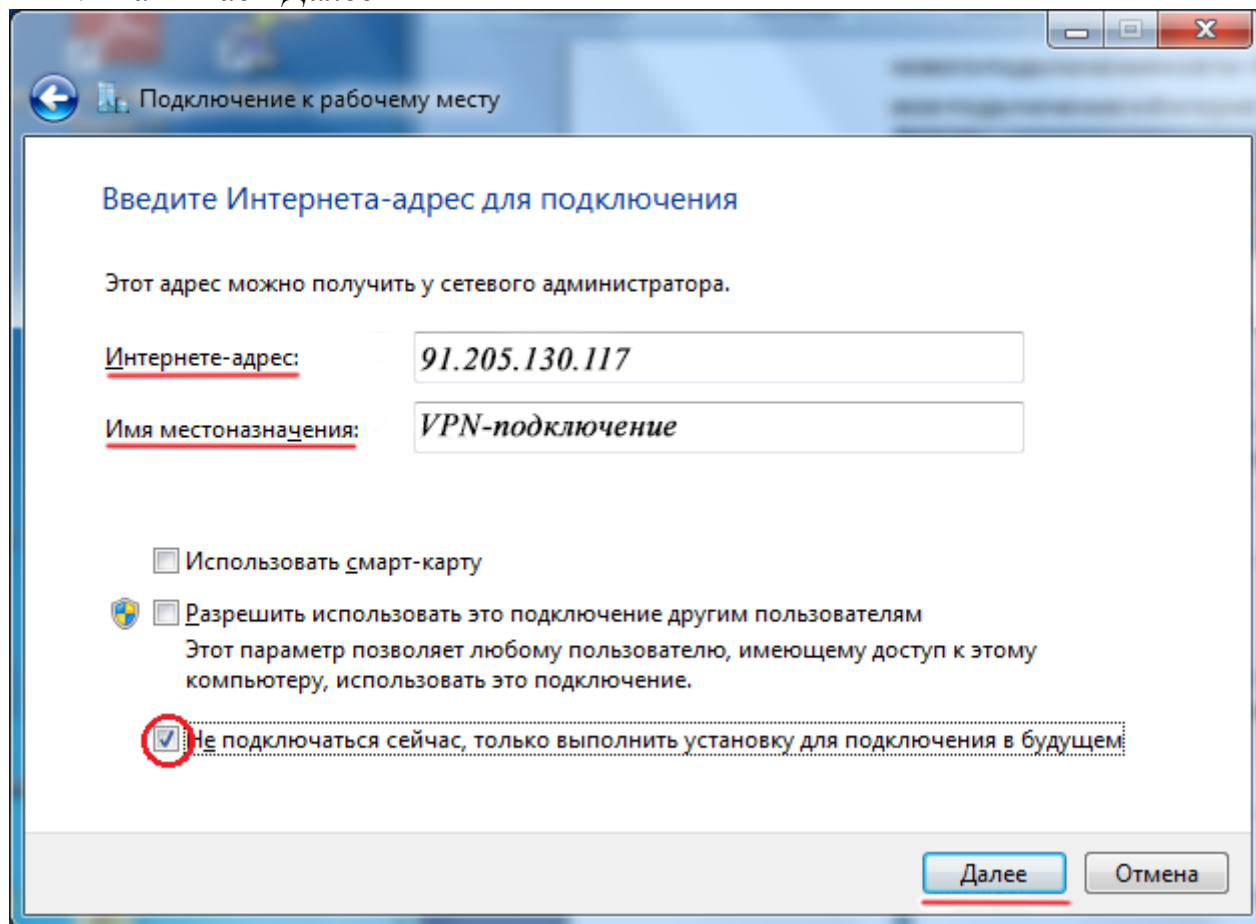 Подключение к рабочему месту
Введите Интернета-адрес для подключения
Этот адрес можно получить у сетевого администратора.
Интернете-адрес: 91.205.130.117
Имя местоназначения: VPN-подключение
Использовать смарт-карту
Разрешить использовать это подключение другим пользователям
Этот параметр позволяет любому пользователю, имеющему доступ к этому
компьютеру, использовать это подключение.
Не подключаться сейчас, только выполнить установку для подключения в будущем
Далее Отмена